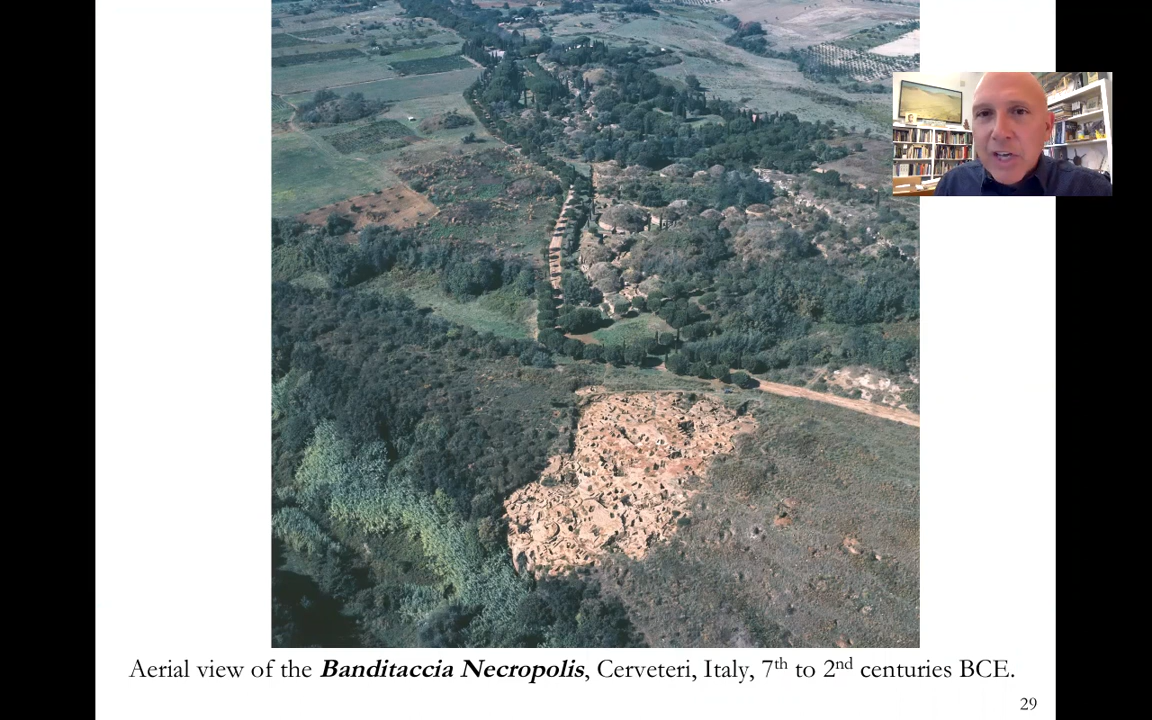 Aerial view of the Banditaccia Necropolis, Cerveteri, Italy, 7th to 2nd centuries BCE.
29